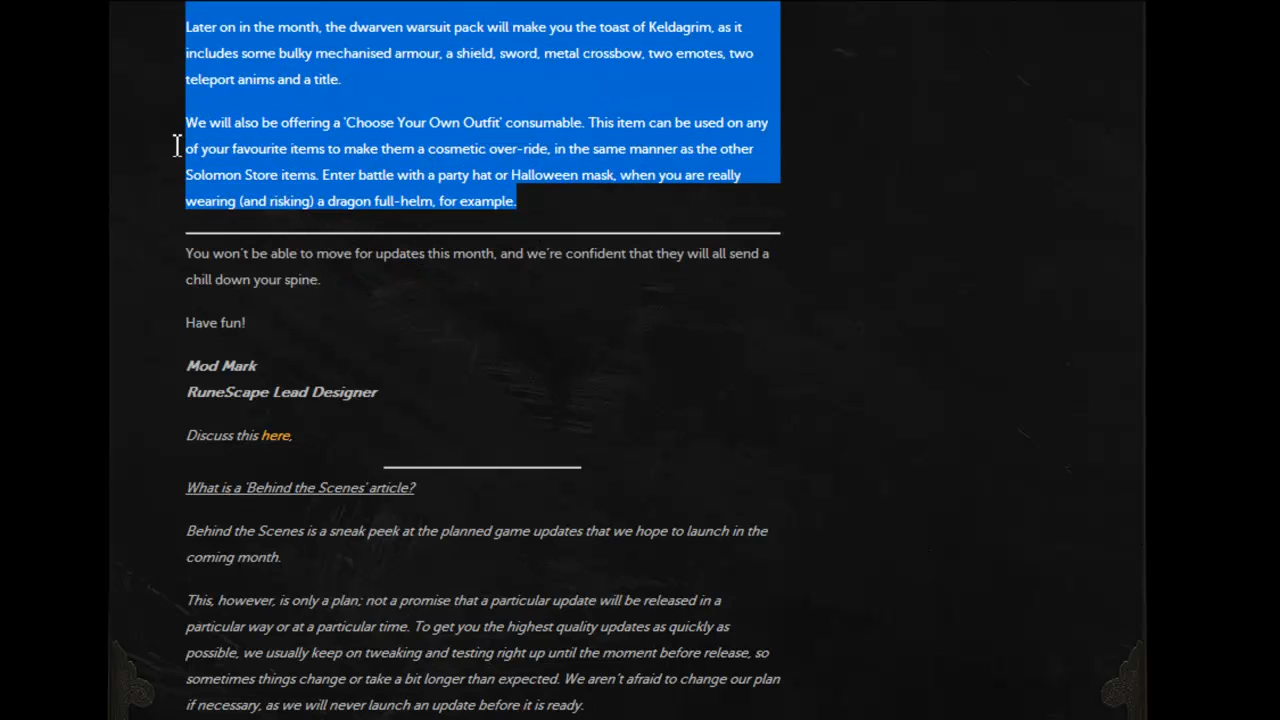 Later on in the month, the dwarven warsuit pack will make you the toast of Keldagrim, as it
includes some bulky mechanised armour, a shield, sword, metal crossbow, two emotes, two
teleport anims and a title.
We will also be offering a 'Choose Your Own Outfit' consumable. This item can be used on any
of your favourite items to make them a cosmetic over-ride, in the same manner as the other
Solomon Store items. Enter battle with a party hat or Halloween mask, when you are really
wearing (and risking) a dragon full-helm, for example.
You won't be able to move for updates this month, and we're confident that they will all send a
chill down your spine.
Have fun!
Mod Mark
RuneScape Lead Designer
Discuss this here.
What is a 'Behind the Scenes' article?
Behind the Scenes is a sneak peek at the planned game updates that we hope to launch in the
coming month.
This, however, is only a plan; not a promise that a particular update will be released in a
particular way or at a particular time. To get you the highest quality updates as quickly as
possible, we usually keep on tweaking and testing right up until the moment before release, so
sometimes things change or take a bit longer than expected. We aren't afraid to change our plan
if necessary, as we will never launch an update before it is ready.